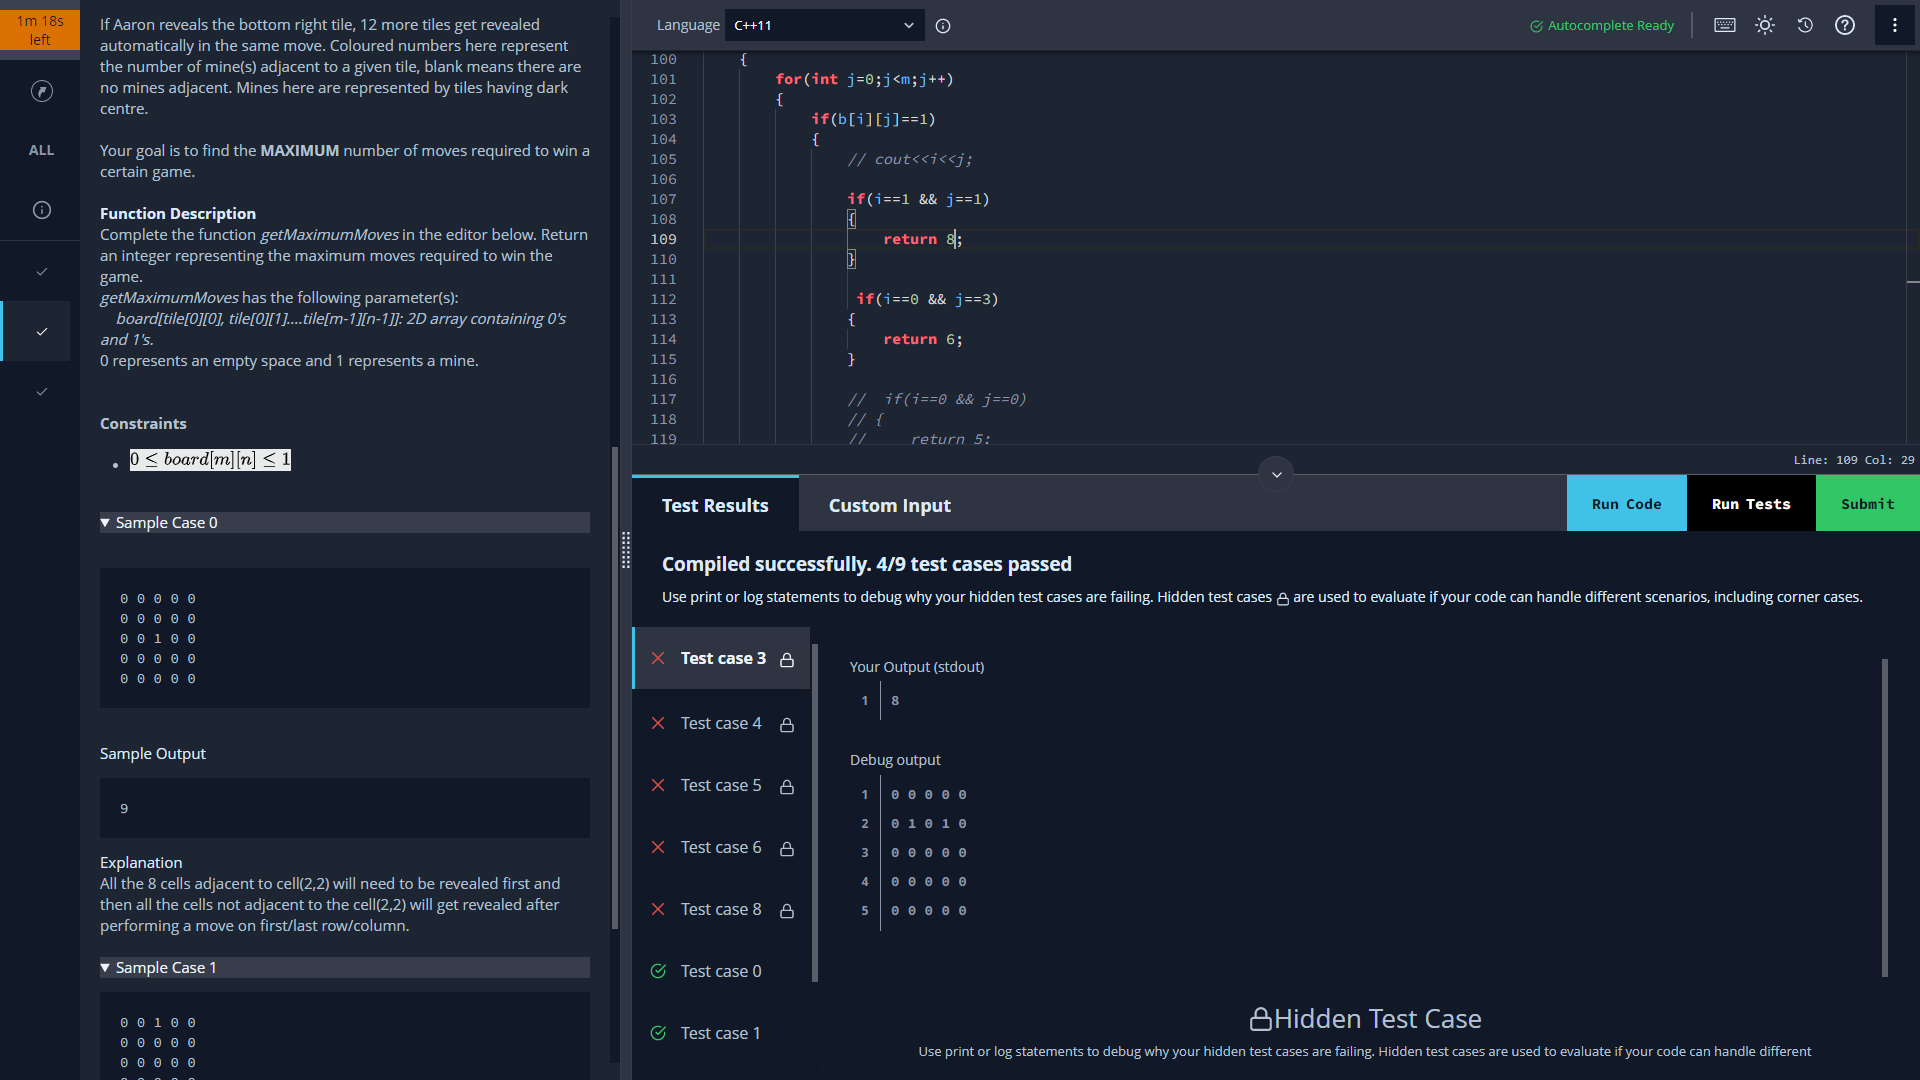 1m 18s
left
ALL
If Aaron reveals the bottom right tile, 12 more tiles get revealed
automatically in the same move. Coloured numbers here represent
the number of mine(s) adjacent to a given tile, blank means there are
no mines adjacent. Mines here are represented by tiles having dark
centre.
Your goal is to find the MAXIMUM number of moves required to win a
certain game.
Function Description
Complete the function getMaximumMoves in the editor below. Return
an integer representing the maximum moves required to win the
game.
getMaximumMoves has the following parameter(s):
board[tile[0][0], tile[0][1]....tile[m-1][n-1]]: 2D array containing 0's
and 1's.
0 represents an empty space and 1 represents a mine.
Constraints
• 0 ≤ board[m][n] ≤ 1
▼ Sample Case 0
0 0 0 0 0
0 0 0 0 0
0 0 1 0 0
0 0 0 0 0
0 0 0 0 0
Sample Output
9
Explanation
All the 8 cells adjacent to cell(2,2) will need to be revealed first and
then all the cells not adjacent to the cell(2,2) will get revealed after
performing a move on first/last row/column.
▼ Sample Case 1
0 0 1 0 0
0 0 0 0 0
0 0 0 0 0
Language C++11
Autocomplete Ready
100 {
101 for(int j=0;j<m;j++)
102 {
103 if(b[i][j]==1)
104 {
105 // cout<<i<<j;
106
107 if(i==1 && j==1)
108 {
109 return 8;
110 }
111
112 if(i==0 && j==3)
113 {
114 return 6;
115 }
116
117 // if(i==0 && j==0)
118 // {
119 // return 5;
Line: 109 Col: 29
Test Results
Custom Input
Run Code
Run Tests
Submit
Compiled successfully. 4/9 test cases passed
Use print or log statements to debug why your hidden test cases are failing. Hidden test cases are used to evaluate if your code can handle different scenarios, including corner cases.
Test case 3
Test case 4
Test case 5
Test case 6
Test case 8
Test case 0
Test case 1
Your Output (stdout)
1 8
Debug output
1 0 0 0 0 0
2 0 1 0 1 0
3 0 0 0 0 0
4 0 0 0 0 0
5 0 0 0 0 0
Hidden Test Case
Use print or log statements to debug why your hidden test cases are failing. Hidden test cases are used to evaluate if your code can handle different